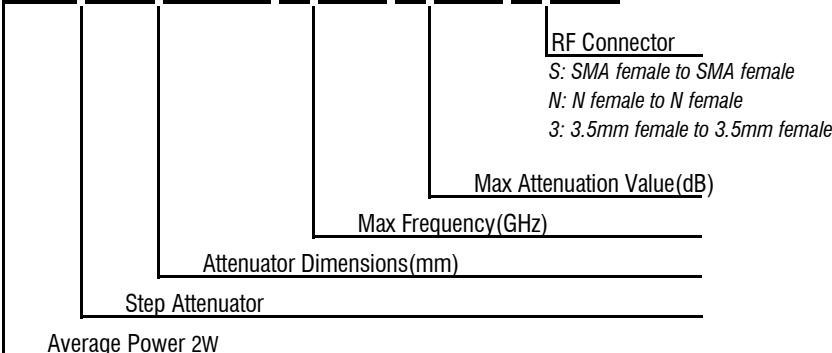 RF Connector
S: SMA female to SMA female
N: N female to N female
3: 3.5mm female to 3.5mm female
Max Attenuation Value(dB)
Max Frequency(GHz)
Attenuator Dimensions(mm)
Step Attenuator
Average Power 2W